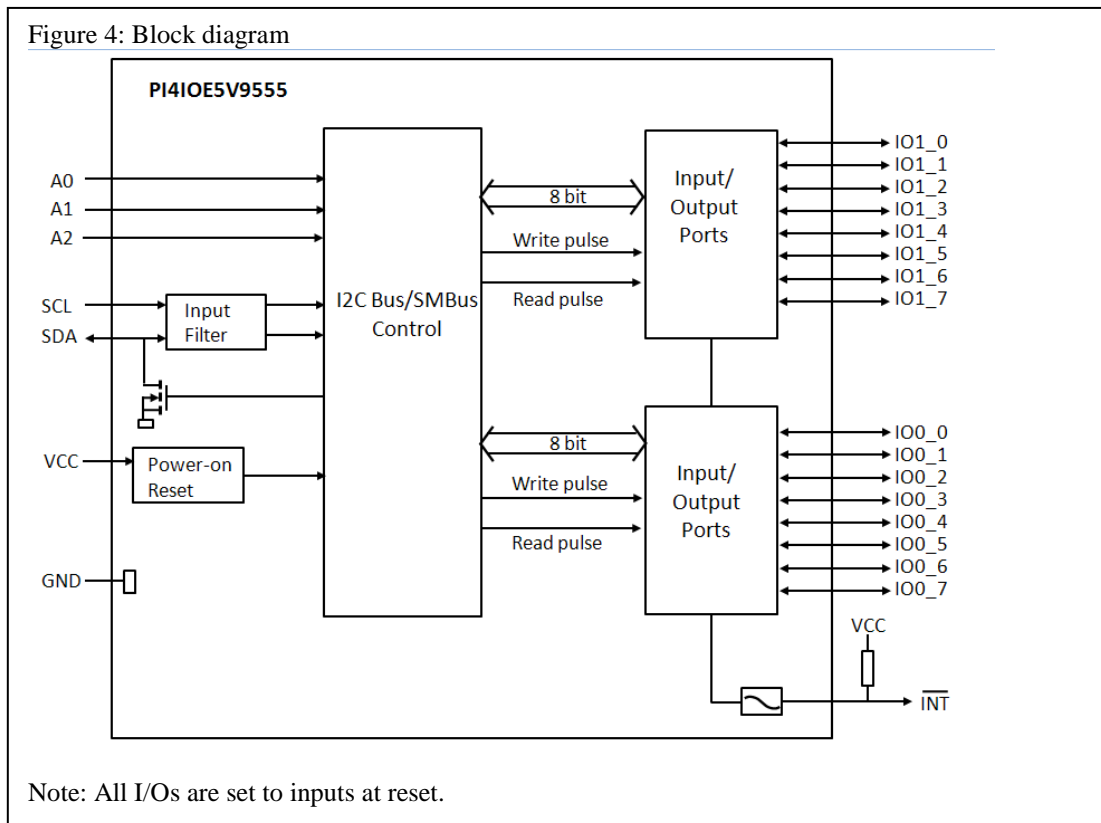 Figure 4: Block diagram
PI4IOE5V9555
A0
A1
A2
SCL
SDA
Input
Filter
VCC
Power-on
Reset
GND
I2C Bus/SMBus
Control
8 bit
Write pulse
Read pulse
Input/
Output
Ports
IO1_0
IO1_1
IO1_2
IO1_3
IO1_4
IO1_5
IO1_6
IO1_7
8 bit
Write pulse
Read pulse
Input/
Output
Ports
IO0_0
IO0_1
IO0_2
IO0_3
IO0_4
IO0_5
IO0_6
IO0_7
VCC
INT
Note: All I/Os are set to inputs at reset.